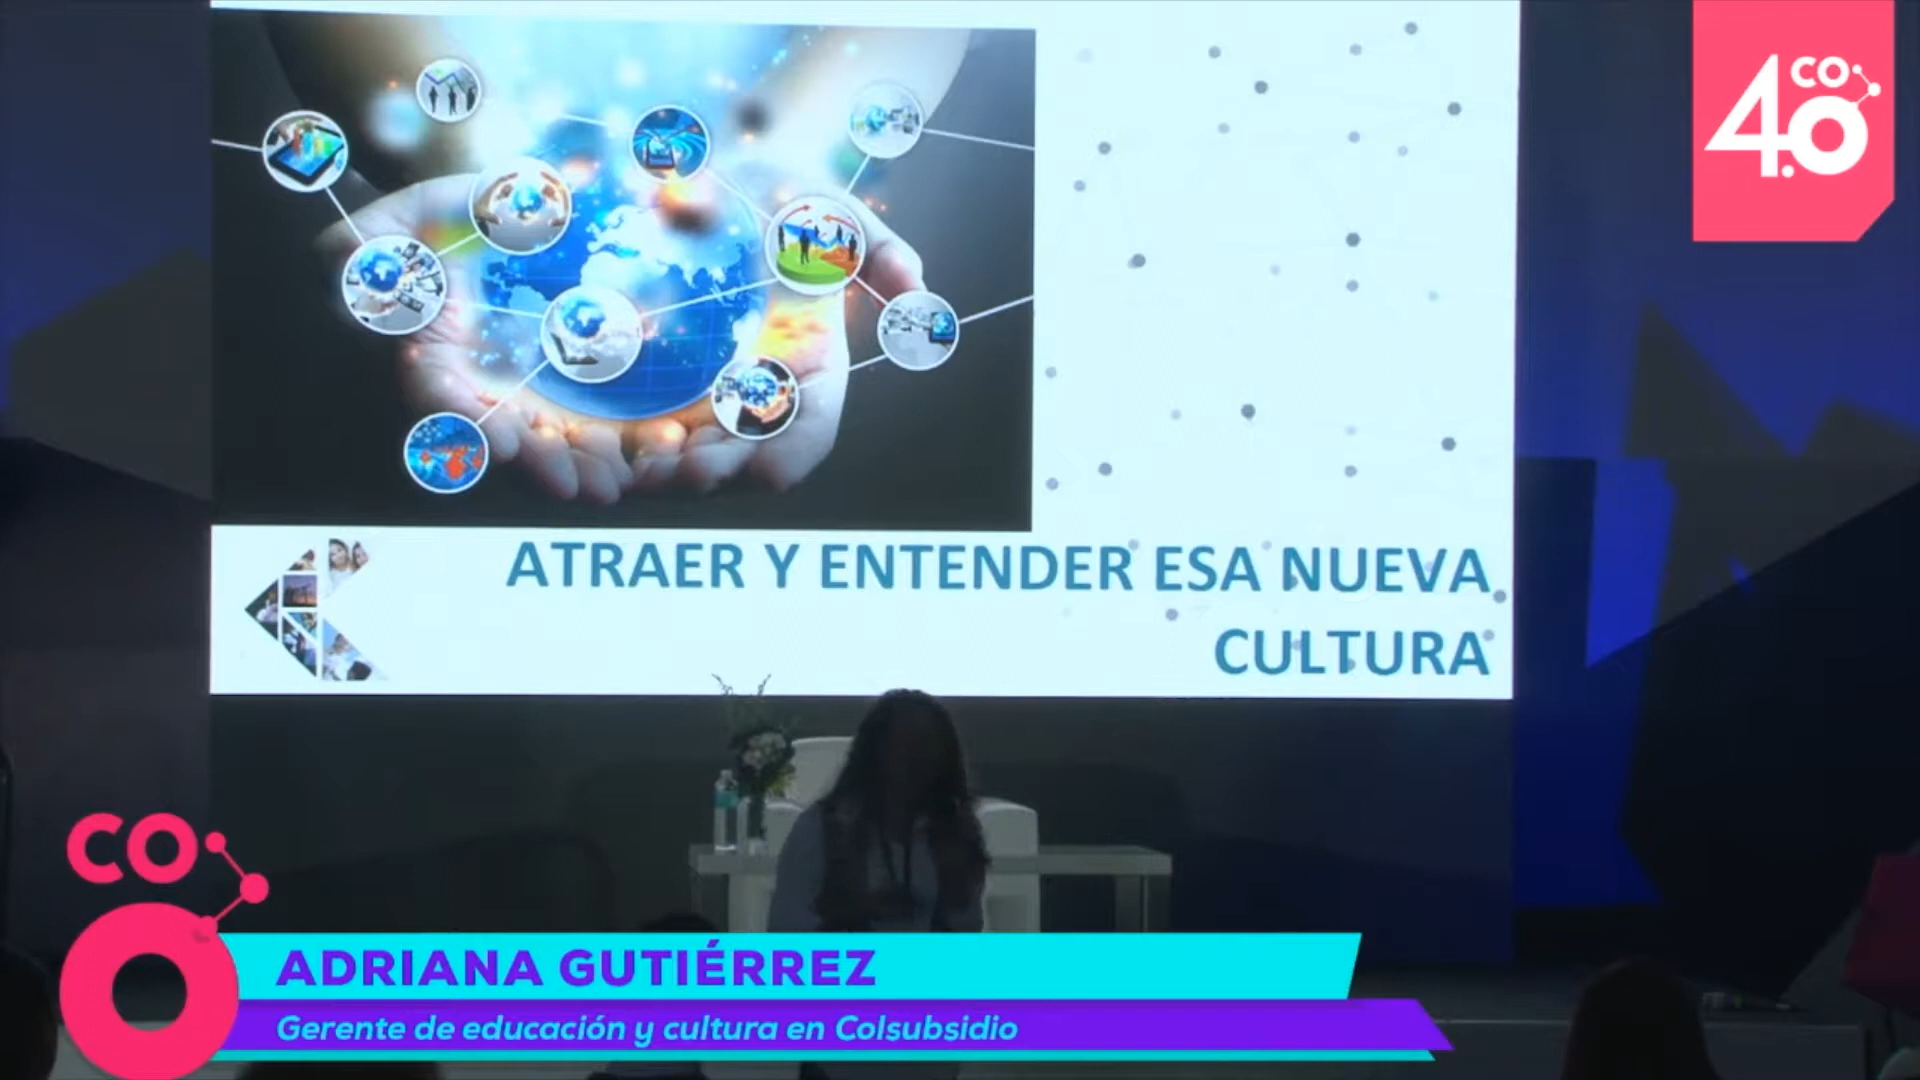 CO
4.0
ATRAER Y ENTENDER ESA NUEVA
CULTURA
CO
ADRIANA GUTIÉRREZ
Gerente de educación y cultura en Colsubsidio